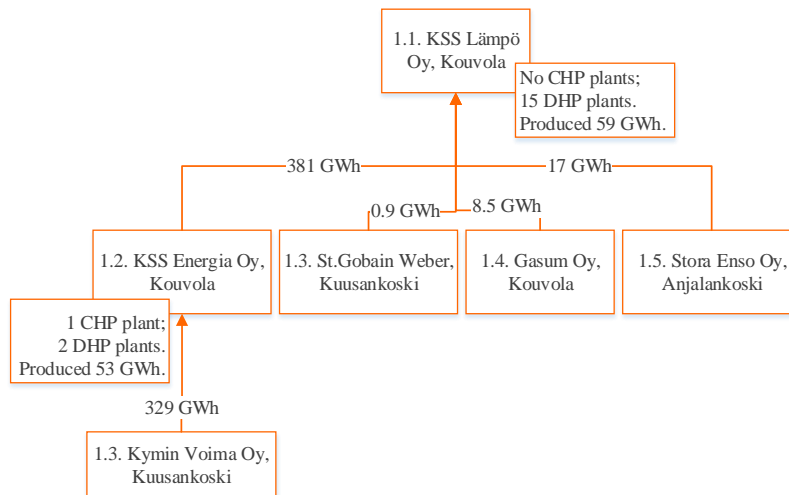 1.1. KSS Lämpö
Oy, Kouvola
No CHP plants;
15 DHP plants.
Produced 59 GWh.
381 GWh
17 GWh
0.9 GWh
8.5 GWh
1.2. KSS Energia Oy,
Kouvola
1.3. St.Gobain Weber,
Kuusankoski
1.4. Gasum Oy,
Kouvola
1.5. Stora Enso Oy,
Anjalankoski
1 CHP plant;
2 DHP plants.
Produced 53 GWh.
329 GWh
1.3. Kymin Voima Oy,
Kuusankoski